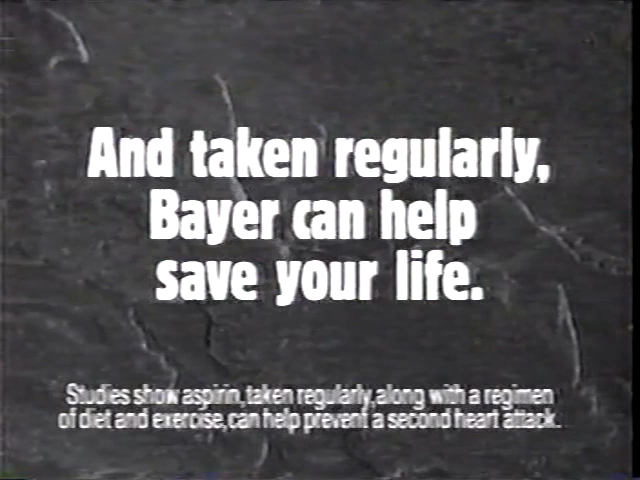 And taken regularly,
Bayer can help
save your life.
Studies show aspirin, taken regularly, along with a regimen
of diet and exercise, can help prevent a second heart attack.